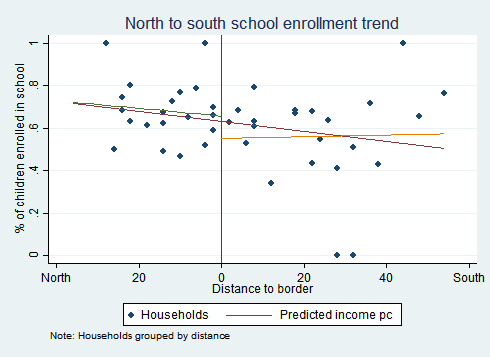 North to south school enrollment trend
% of children enrolled in school
1
.8
.6
.4
.2
0
North 20 0 20 40 South
Distance to border
Households Predicted income pc
Note: Households grouped by distance